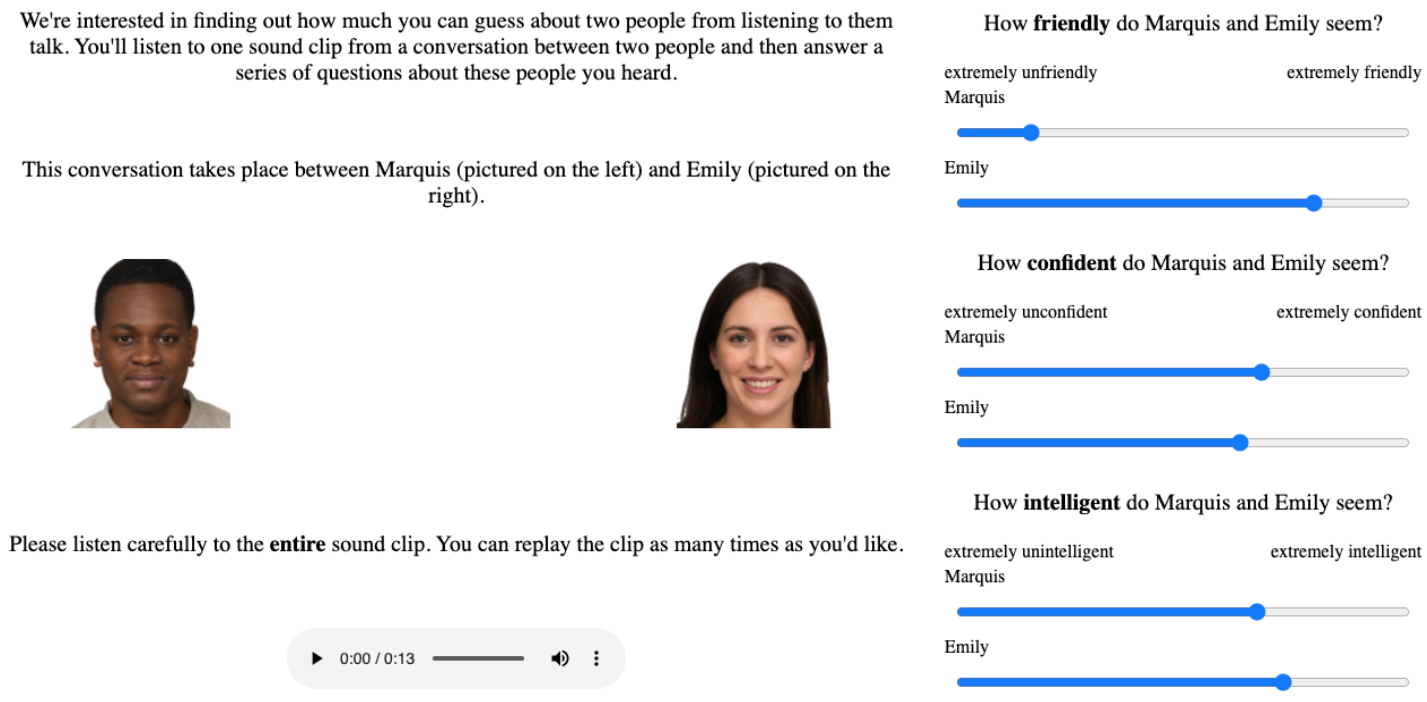 We're interested in finding out how much you can guess about two people from listening to them
talk. You'll listen to one sound clip from a conversation between two people and then answer a
series of questions about these people you heard.
This conversation takes place between Marquis (pictured on the left) and Emily (pictured on the
right).
Please listen carefully to the entire sound clip. You can replay the clip as many times as you'd like.
0:00 / 0:13
How friendly do Marquis and Emily seem?
extremely unfriendly extremely friendly
Marquis
Emily
How confident do Marquis and Emily seem?
extremely unconfident extremely confident
Marquis
Emily
How intelligent do Marquis and Emily seem?
extremely unintelligent extremely intelligent
Marquis
Emily